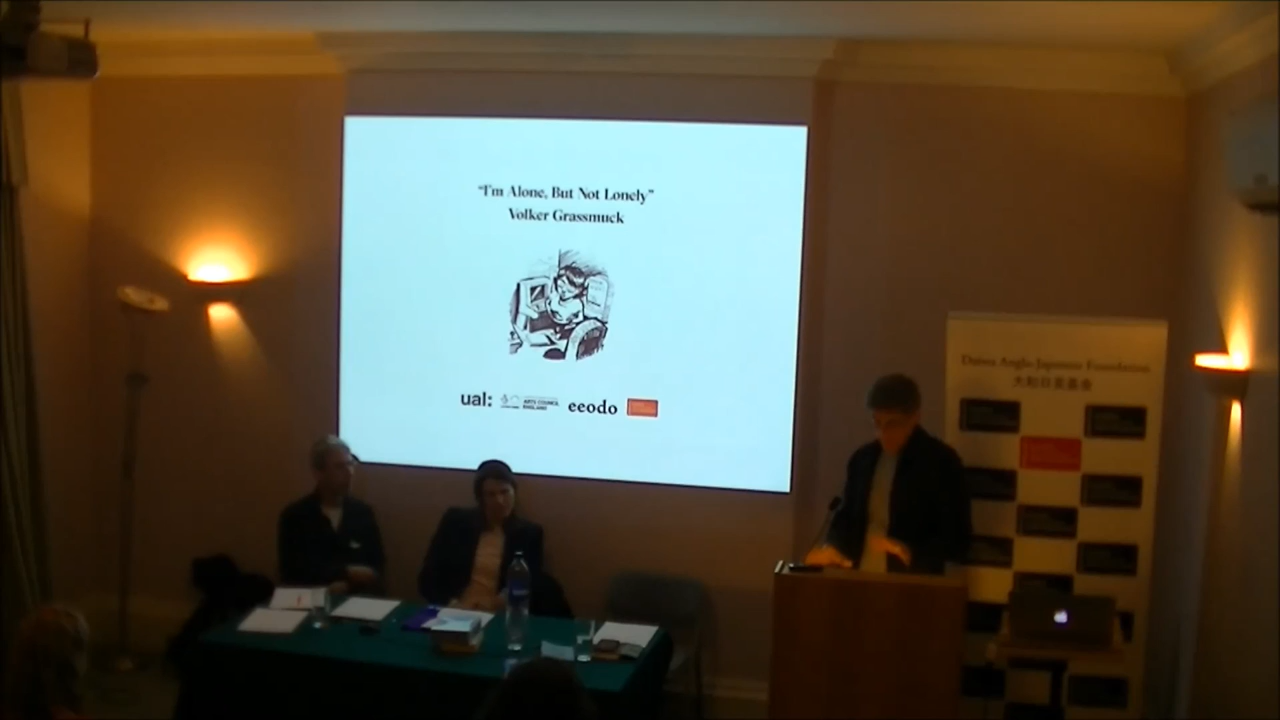 “I'm Alone, But Not Lonely”
Volker Grassmuck
ual:
ARTS COUNCIL
ENGLAND
eeodo
Daiwa Anglo-Japanese Foundation
大和日英基金